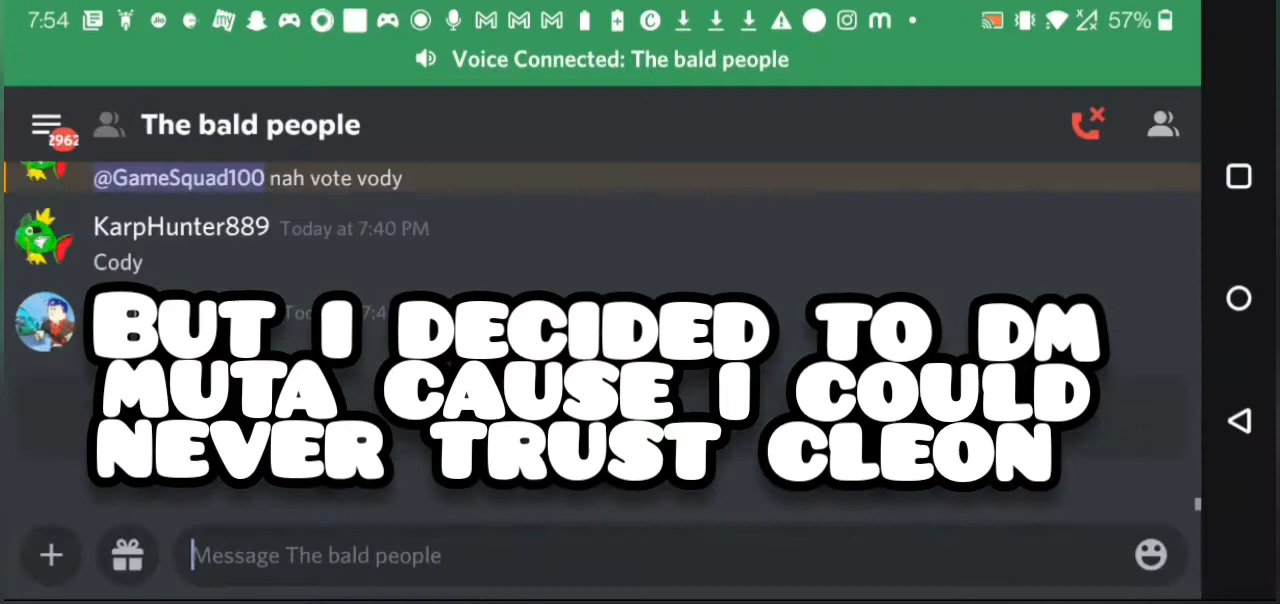 7:54 57%
Voice Connected: The bald people
2962 The bald people
@GameSquad100 nah vote vody
KarpHunter889 Today at 7:40 PM
Cody
BUT I DECIDED TO DM
MUTA CAUSE I COULD
NEVER TRUST CLEON
Message The bald people